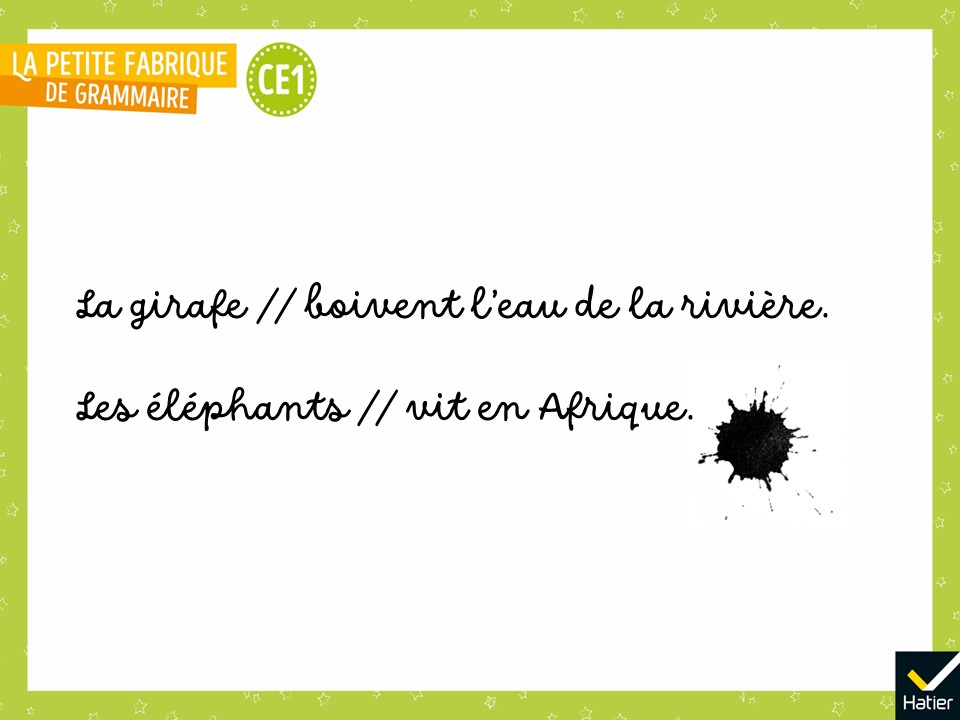 LA PETITE FABRIQUE
DE GRAMMAIRE
CE1
La girafe // boivent l'eau de la rivière.
Les éléphants // vit en Afrique.
Hatier